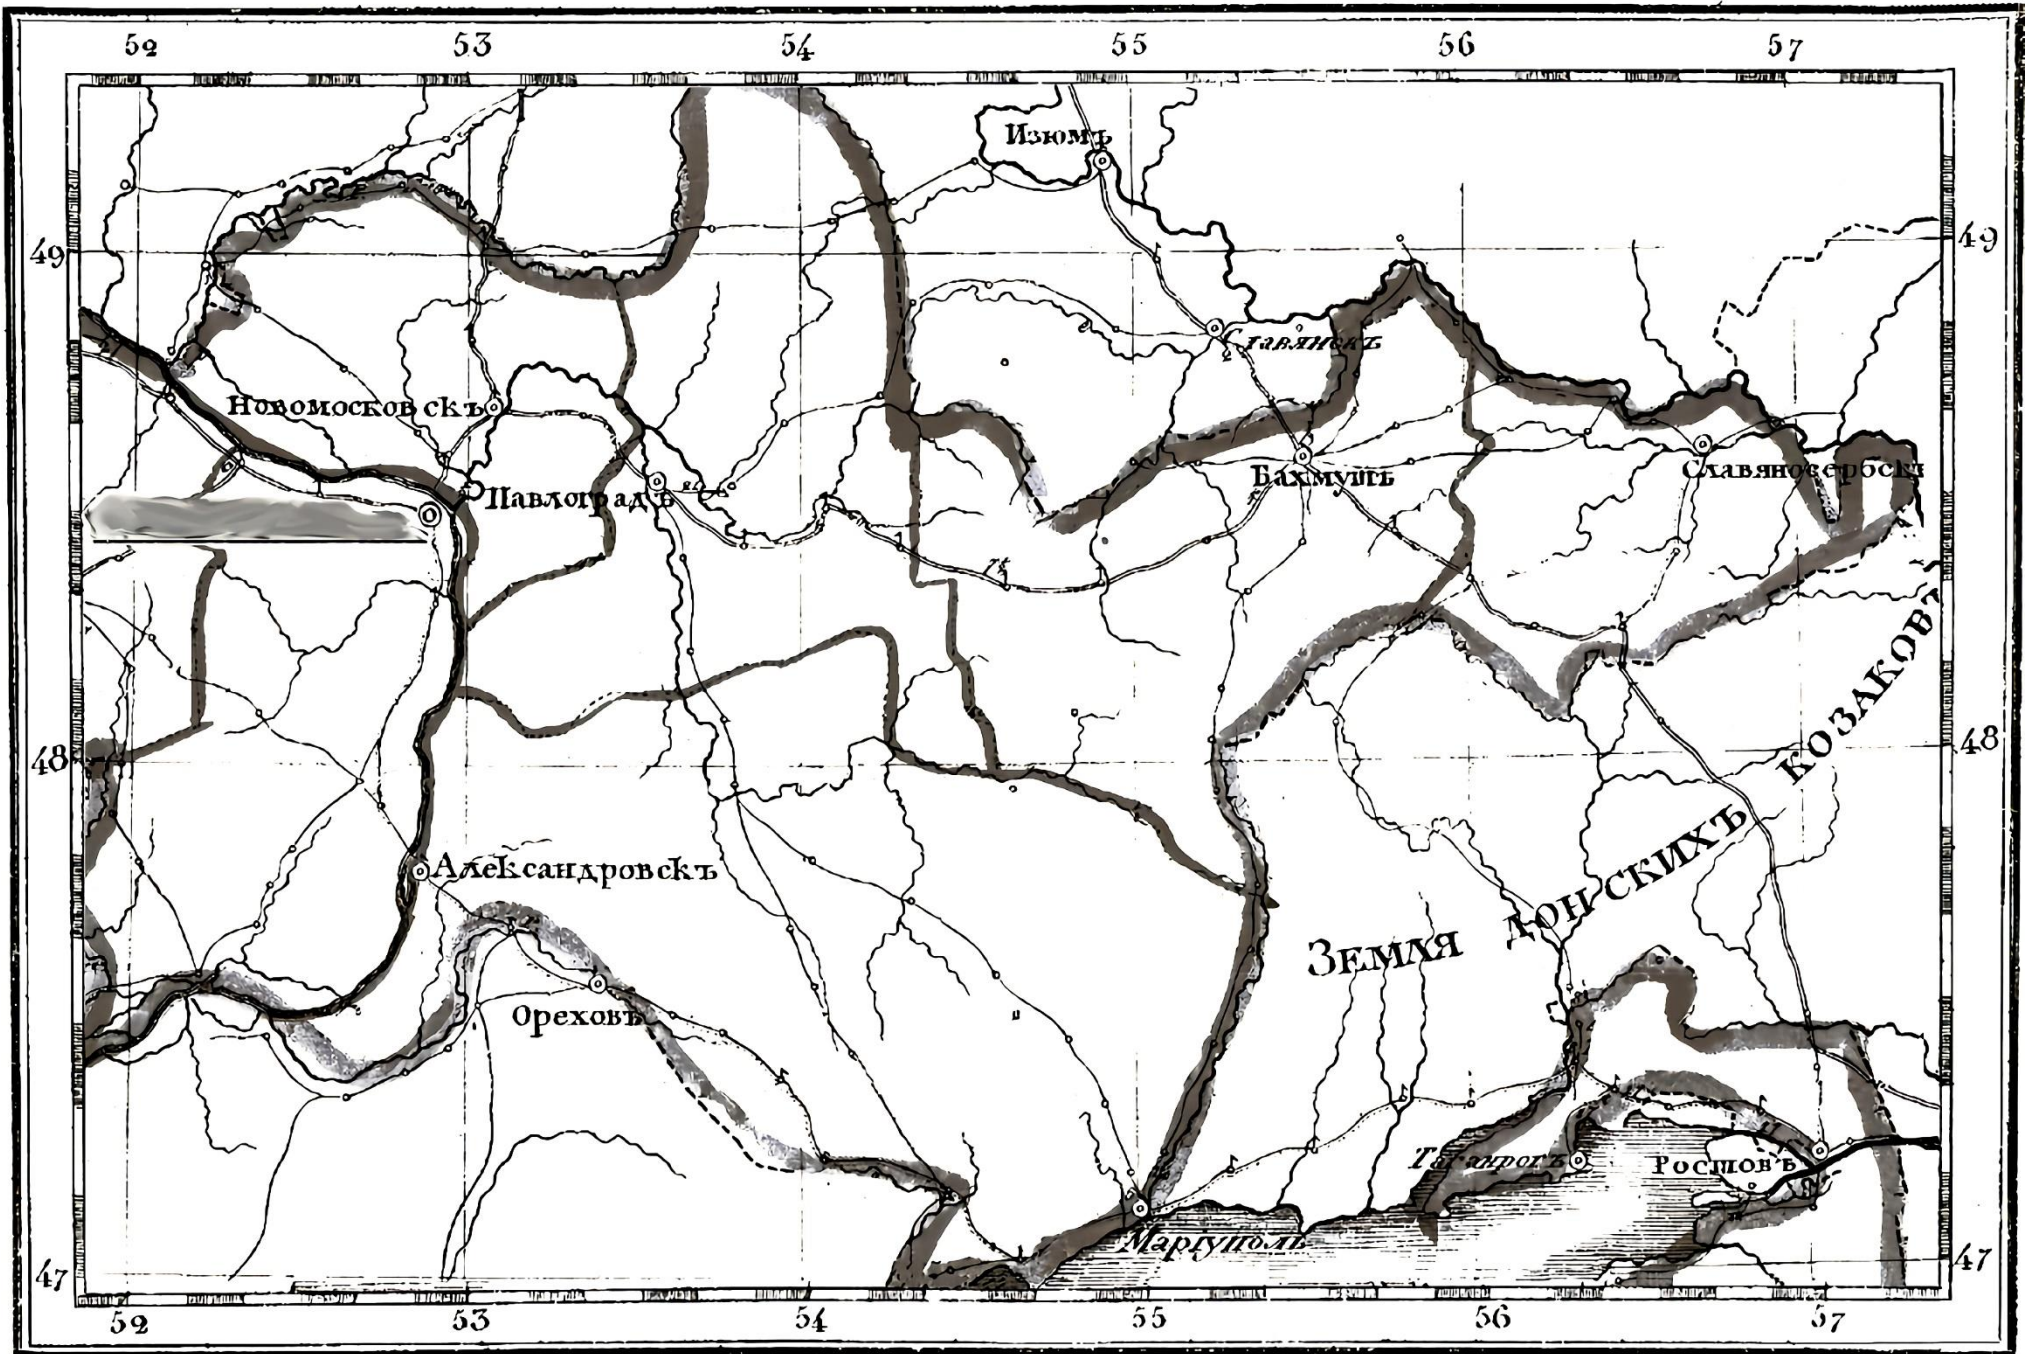 52 53 54 55 56 57
Изюмъ
49 49
Славянскъ
Новомосковскъ
Бахмутъ
Славяносербскъ
Павлоградъ
48 48
Александровскъ
ЗЕМЛЯ ДОНСКИХЪ КОЗАКОВЪ
Ореховъ
Таганрогъ
Ростовъ
Маріуполь
47 47
52 53 54 55 56 57